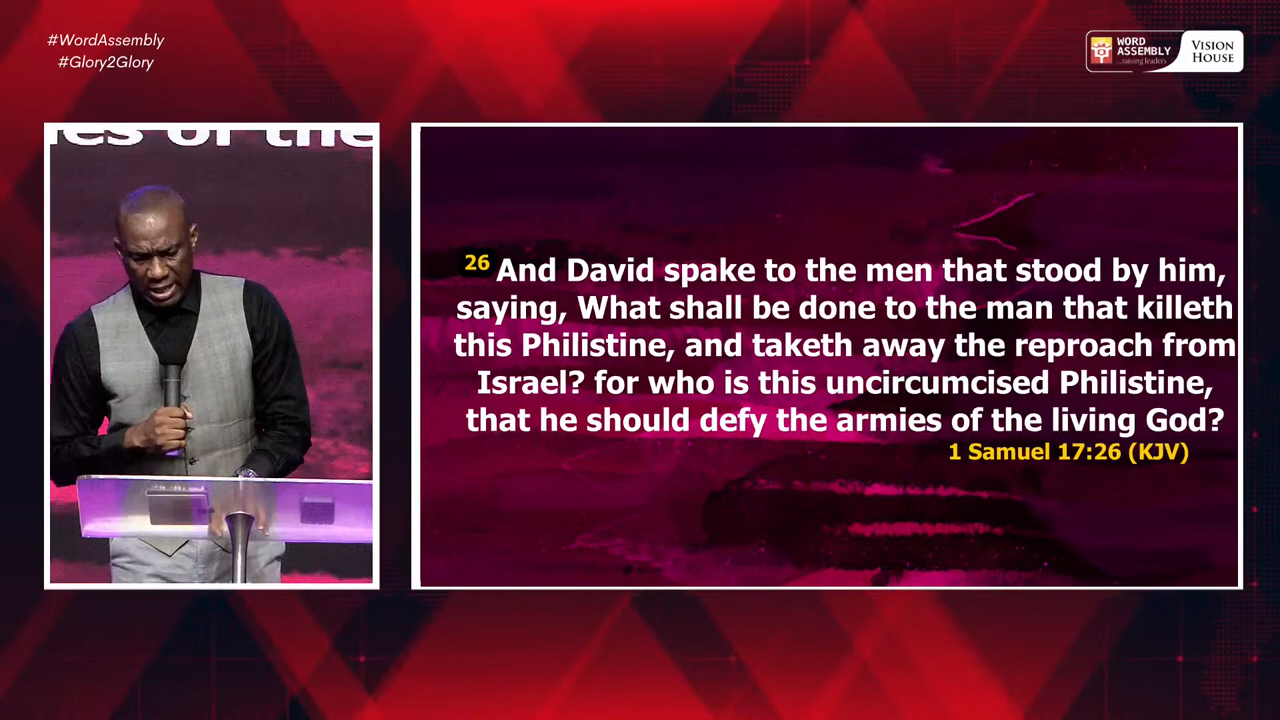 #WordAssembly
#Glory2Glory
WORD
ASSEMBLY
...raising leaders
VISION
HOUSE
ies of the
26 And David spake to the men that stood by him,
saying, What shall be done to the man that killeth
this Philistine, and taketh away the reproach from
Israel? for who is this uncircumcised Philistine,
that he should defy the armies of the living God?
1 Samuel 17:26 (KJV)